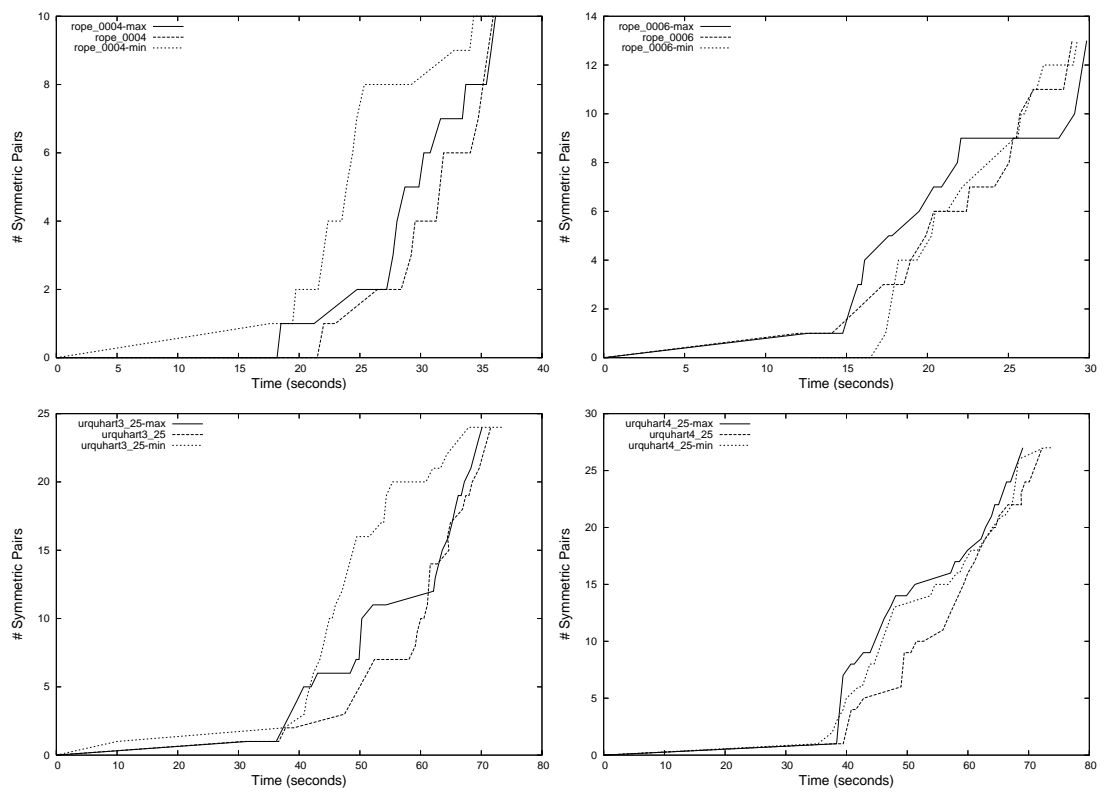 10
8
6
4
2
0
# Symmetric Pairs
rope_0004-max
rope_0004
rope_0004-min
0 5 10 15 20 25 30 35 40
Time (seconds)
14
12
10
8
6
4
2
0
# Symmetric Pairs
rope_0006-max
rope_0006
rope_0006-min
0 5 10 15 20 25 30
Time (seconds)
25
20
15
10
5
0
# Symmetric Pairs
urquhart3_25-max
urquhart3_25
urquhart3_25-min
0 10 20 30 40 50 60 70 80
Time (seconds)
30
25
20
15
10
5
0
# Symmetric Pairs
urquhart4_25-max
urquhart4_25
urquhart4_25-min
0 10 20 30 40 50 60 70 80
Time (seconds)